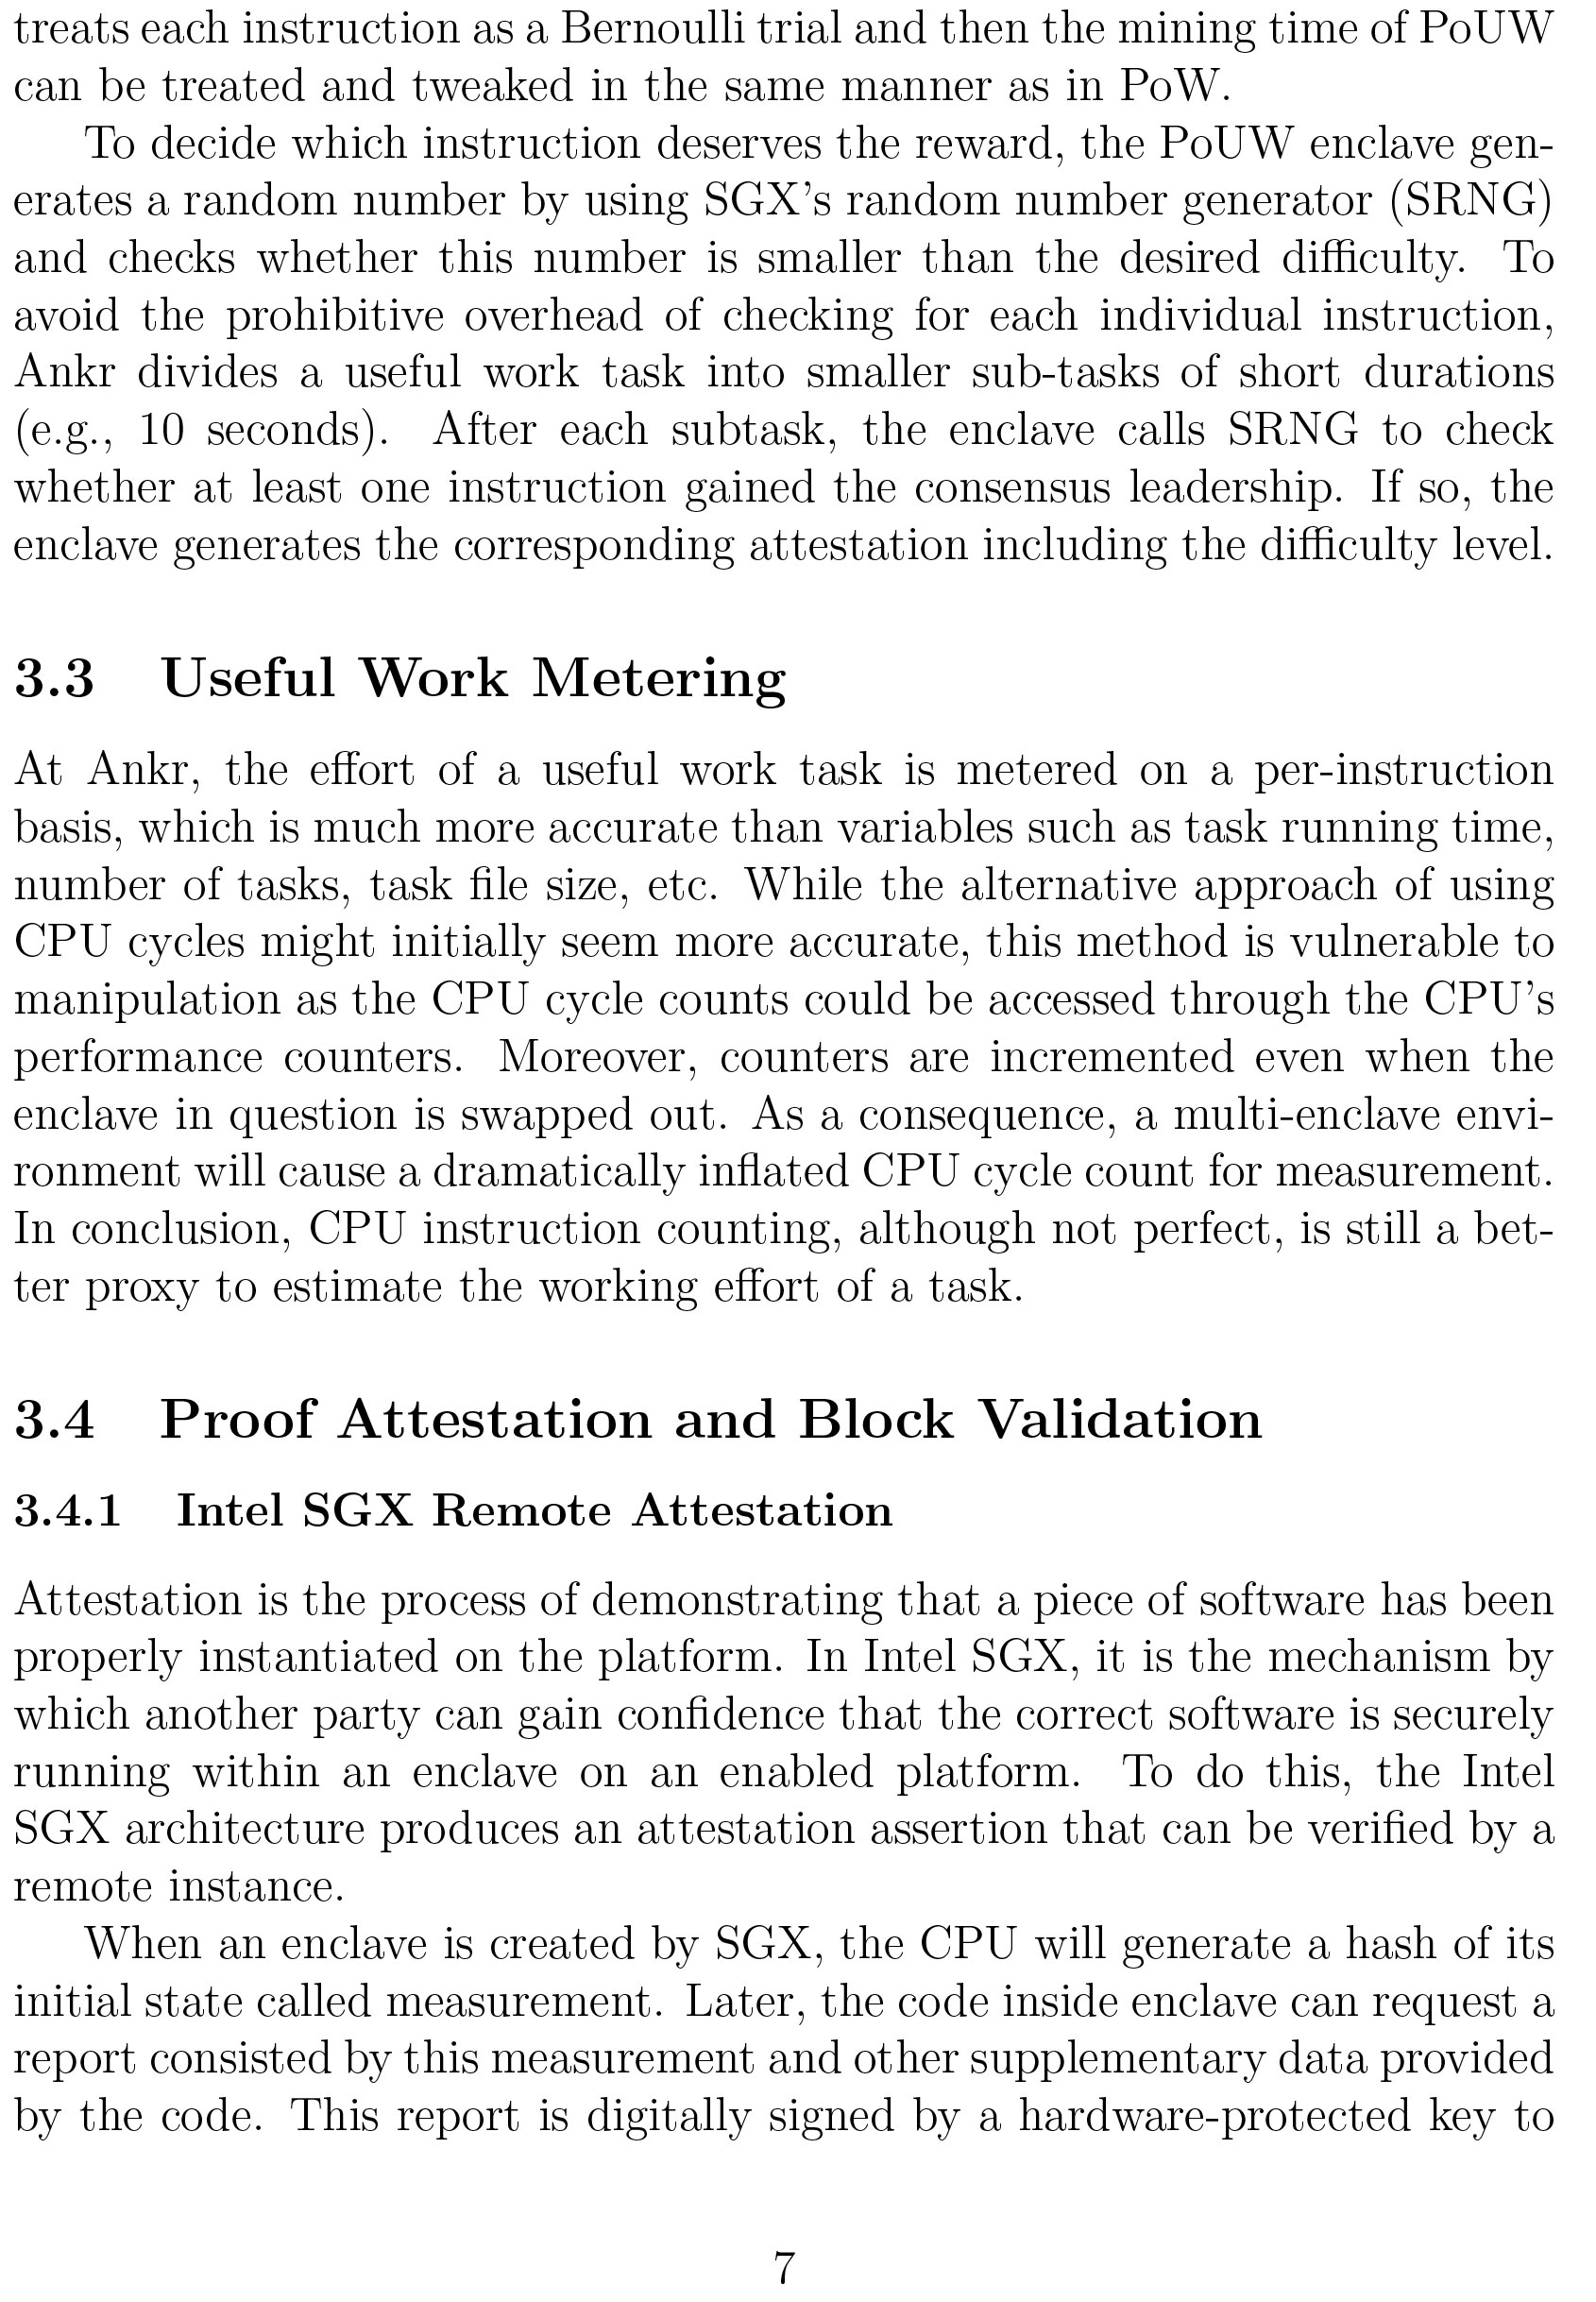 treats each instruction as a Bernoulli trial and then the mining time of PoUW
can be treated and tweaked in the same manner as in PoW.
To decide which instruction deserves the reward, the PoUW enclave gen-
erates a random number by using SGX's random number generator (SRNG)
and checks whether this number is smaller than the desired difficulty. To
avoid the prohibitive overhead of checking for each individual instruction,
Ankr divides a useful work task into smaller sub-tasks of short durations
(e.g., 10 seconds). After each subtask, the enclave calls SRNG to check
whether at least one instruction gained the consensus leadership. If so, the
enclave generates the corresponding attestation including the difficulty level.
3.3 Useful Work Metering
At Ankr, the effort of a useful work task is metered on a per-instruction
basis, which is much more accurate than variables such as task running time,
number of tasks, task file size, etc. While the alternative approach of using
CPU cycles might initially seem more accurate, this method is vulnerable to
manipulation as the CPU cycle counts could be accessed through the CPU's
performance counters. Moreover, counters are incremented even when the
enclave in question is swapped out. As a consequence, a multi-enclave envi-
ronment will cause a dramatically inflated CPU cycle count for measurement.
In conclusion, CPU instruction counting, although not perfect, is still a bet-
ter proxy to estimate the working effort of a task.
3.4 Proof Attestation and Block Validation
3.4.1 Intel SGX Remote Attestation
Attestation is the process of demonstrating that a piece of software has been
properly instantiated on the platform. In Intel SGX, it is the mechanism by
which another party can gain confidence that the correct software is securely
running within an enclave on an enabled platform. To do this, the Intel
SGX architecture produces an attestation assertion that can be verified by a
remote instance.
When an enclave is created by SGX, the CPU will generate a hash of its
initial state called measurement. Later, the code inside enclave can request a
report consisted by this measurement and other supplementary data provided
by the code. This report is digitally signed by a hardware-protected key to
7